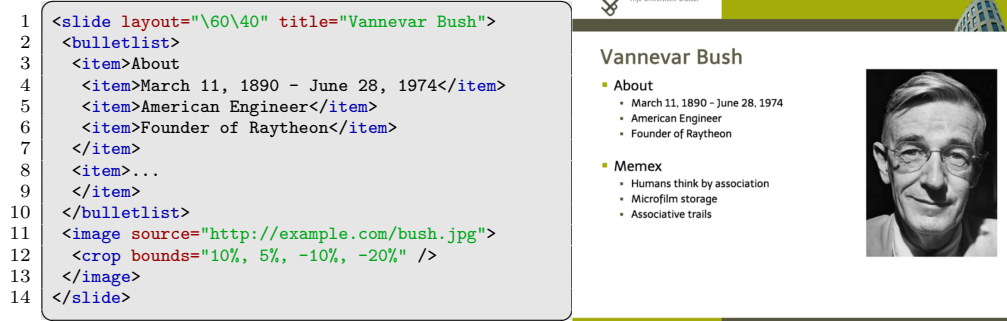 1 <slide layout="\60\40" title="Vannevar Bush">
2 <bulletlist>
3 <item>About
4 <item>March 11, 1890 – June 28, 1974</item>
5 <item>American Engineer</item>
6 <item>Founder of Raytheon</item>
7 </item>
8 <item>...
9 </item>
10 </bulletlist>
11 <image source="http://example.com/bush.jpg">
12 <crop bounds="10%, 5%, -10%, -20%" />
13 </image>
14 </slide>
Vannevar Bush
About
March 11, 1890 – June 28, 1974
American Engineer
Founder of Raytheon
Memex
Humans think by association
Microfilm storage
Associative trails